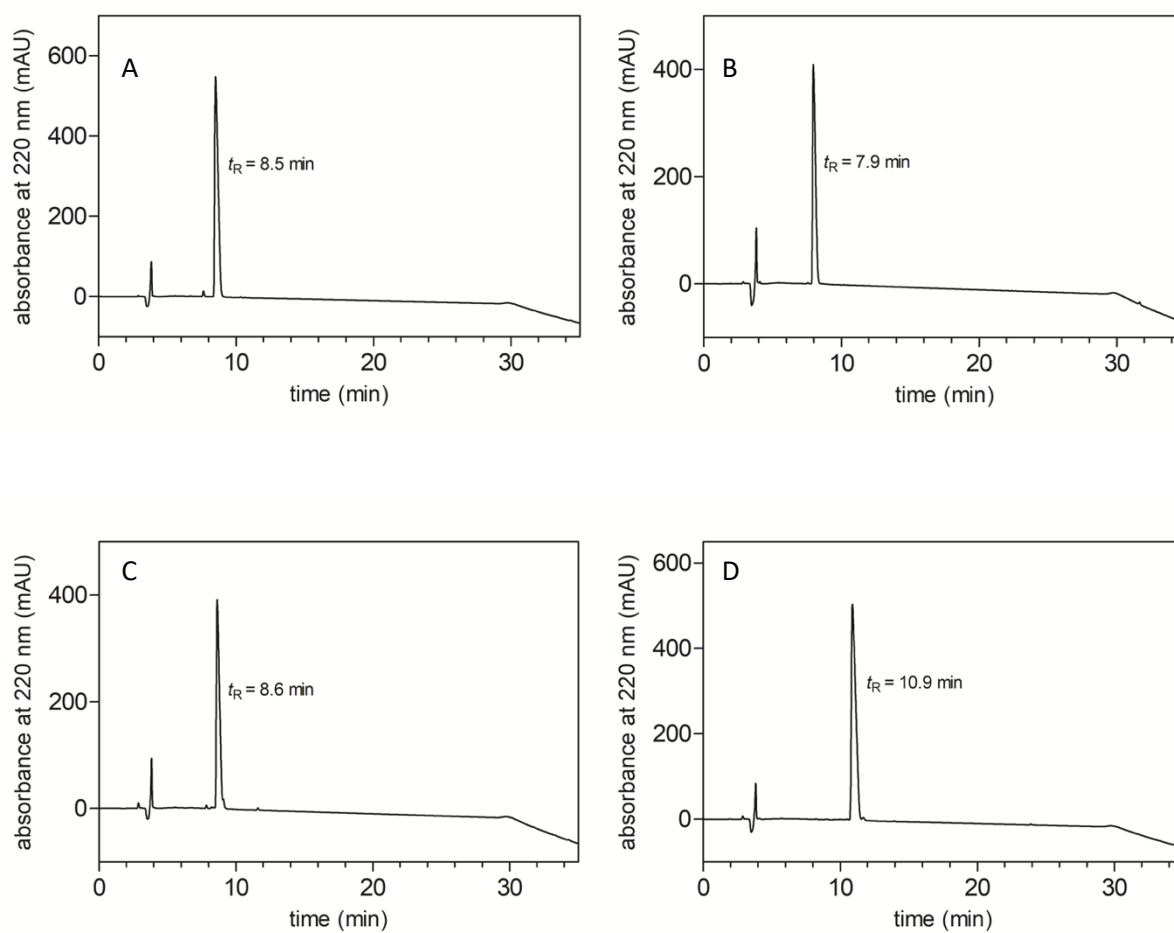 A
absorbance at 220 nm (mAU)
600
400
200
0
tR = 8.5 min
0
10
20
30
time (min)
B
absorbance at 220 nm (mAU)
400
200
0
tR = 7.9 min
0
10
20
30
time (min)
C
absorbance at 220 nm (mAU)
400
200
0
tR = 8.6 min
0
10
20
30
time (min)
D
absorbance at 220 nm (mAU)
600
400
200
0
tR = 10.9 min
0
10
20
30
time (min)